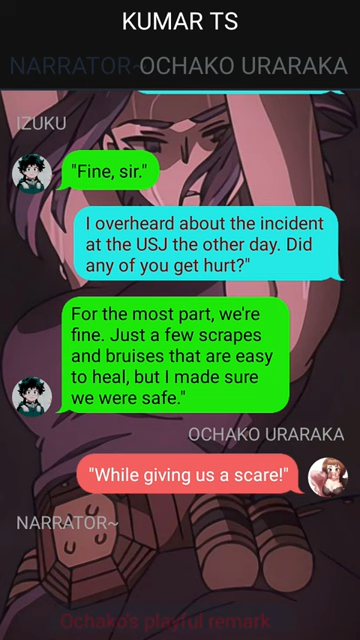 KUMAR TS
NARRATOR~
OCHAKO URARAKA
IZUKU
"Fine, sir."
I overheard about the incident
at the USJ the other day. Did
any of you get hurt?"
For the most part, we're
fine. Just a few scrapes
and bruises that are easy
to heal, but I made sure
we were safe."
OCHAKO URARAKA
"While giving us a scare!"
NARRATOR~
Ochako's playful remark